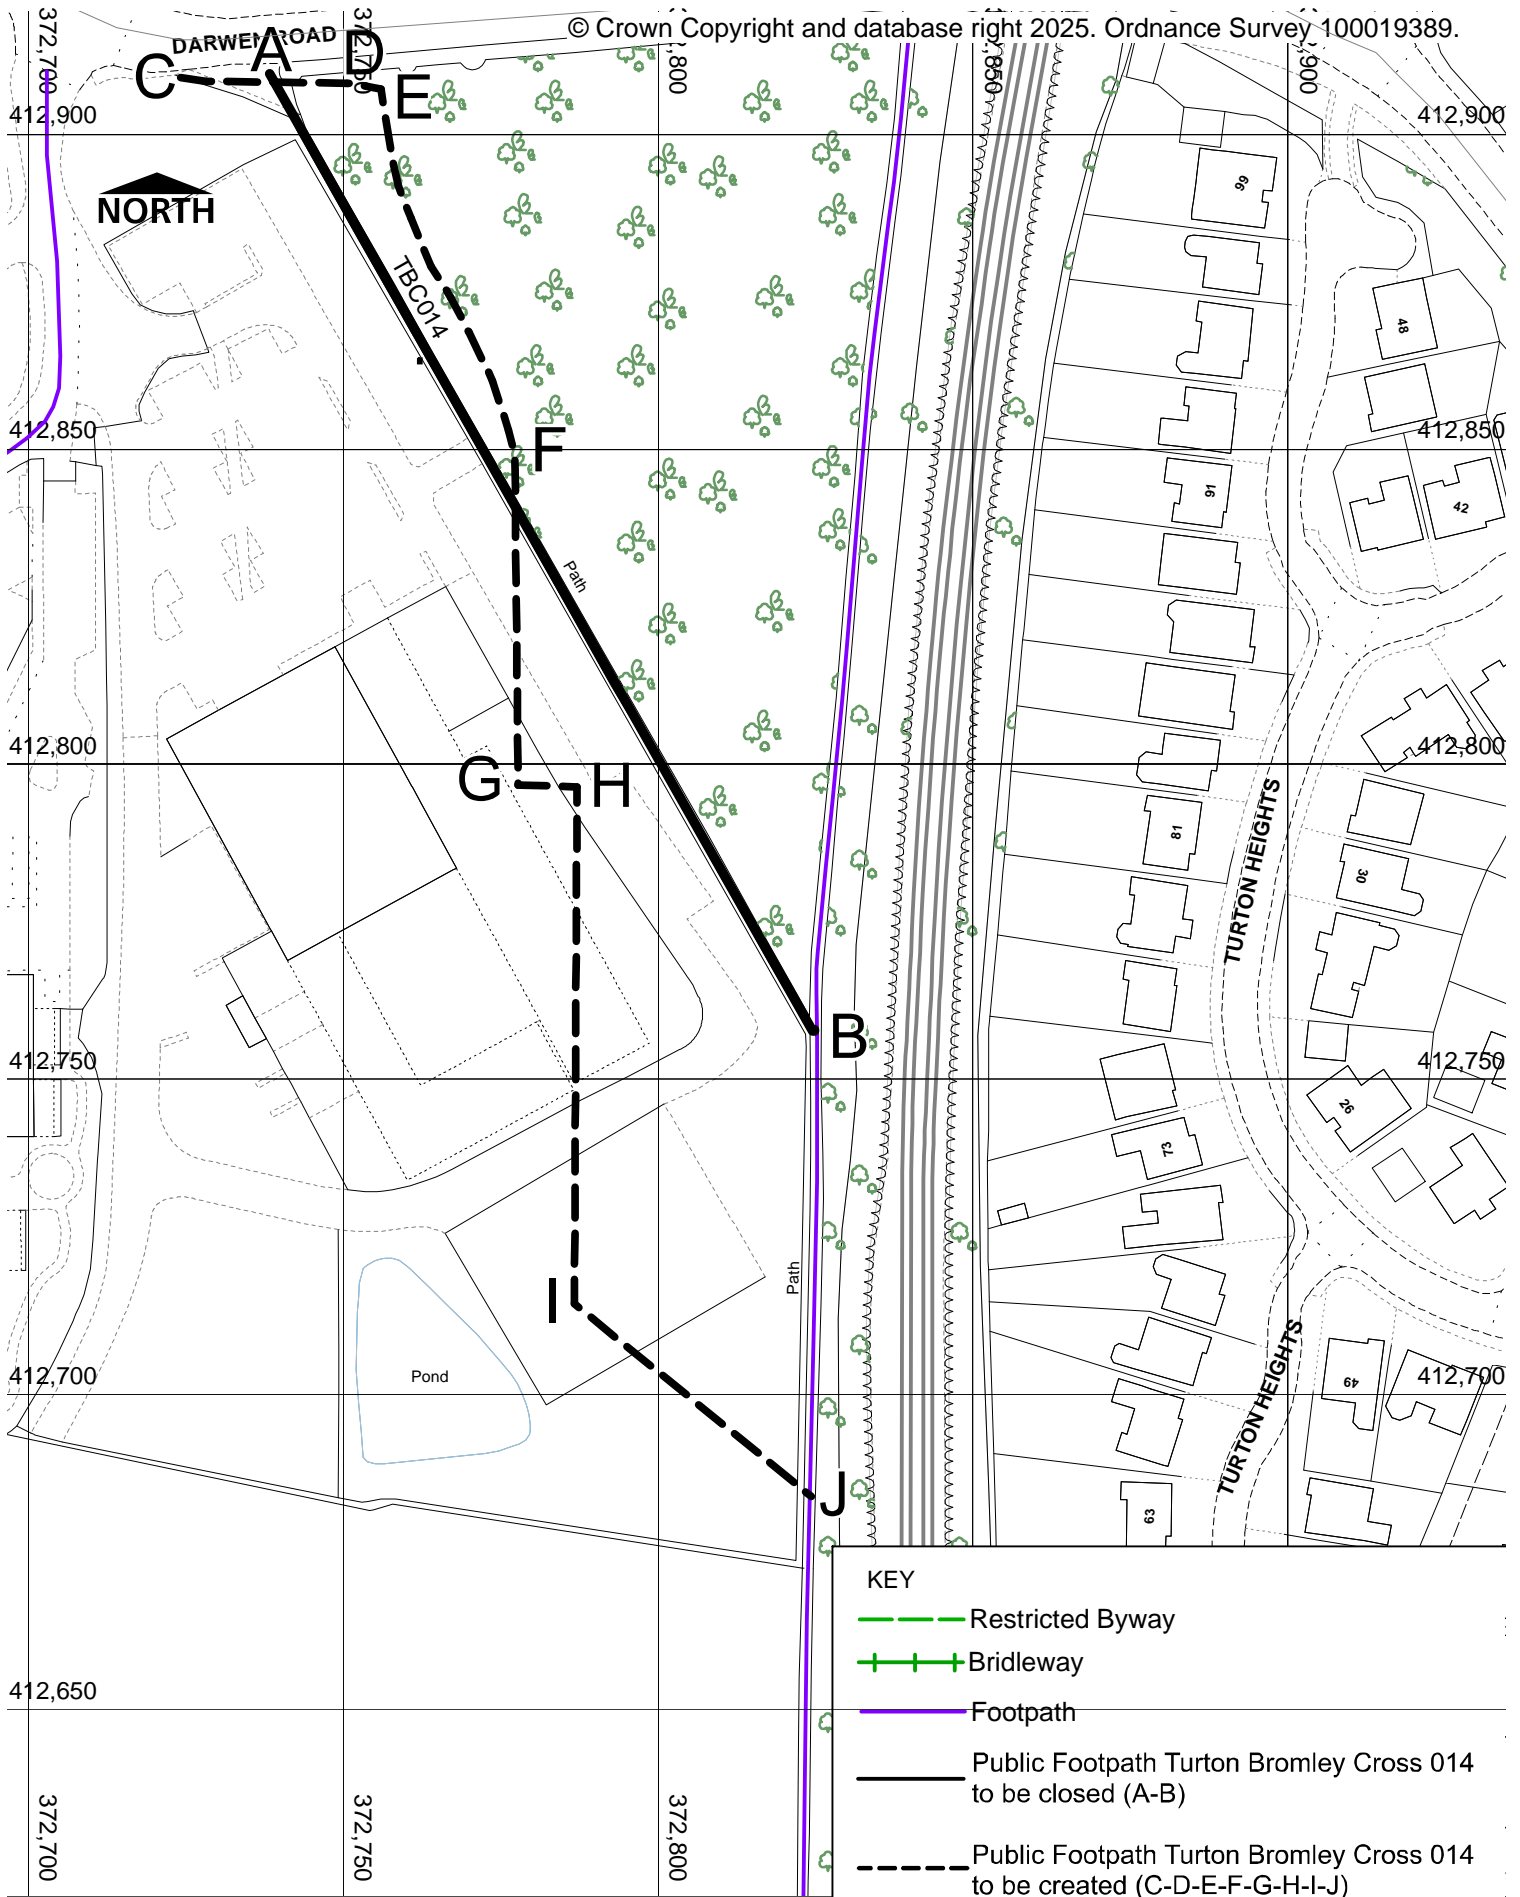 © Crown Copyright and database right 2025. Ordnance Survey 100019389.
DARWEN ROAD
372,700
372,750
,800
,850
,900
C
A
D
E
412,900
412,900
NORTH
99
TBC014
48
412,850
412,850
F
91
42
Path
412,800
412,800
G
H
TURTON HEIGHTS
81
30
B
412,750
412,750
26
73
Path
I
TURTON HEIGHTS
Pond
412,700
412,700
49
J
63
KEY
Restricted Byway
Bridleway
412,650
Footpath
Public Footpath Turton Bromley Cross 014
to be closed (A-B)
372,700
372,750
372,800
Public Footpath Turton Bromley Cross 014
to be created (C-D-E-F-G-H-I-J)